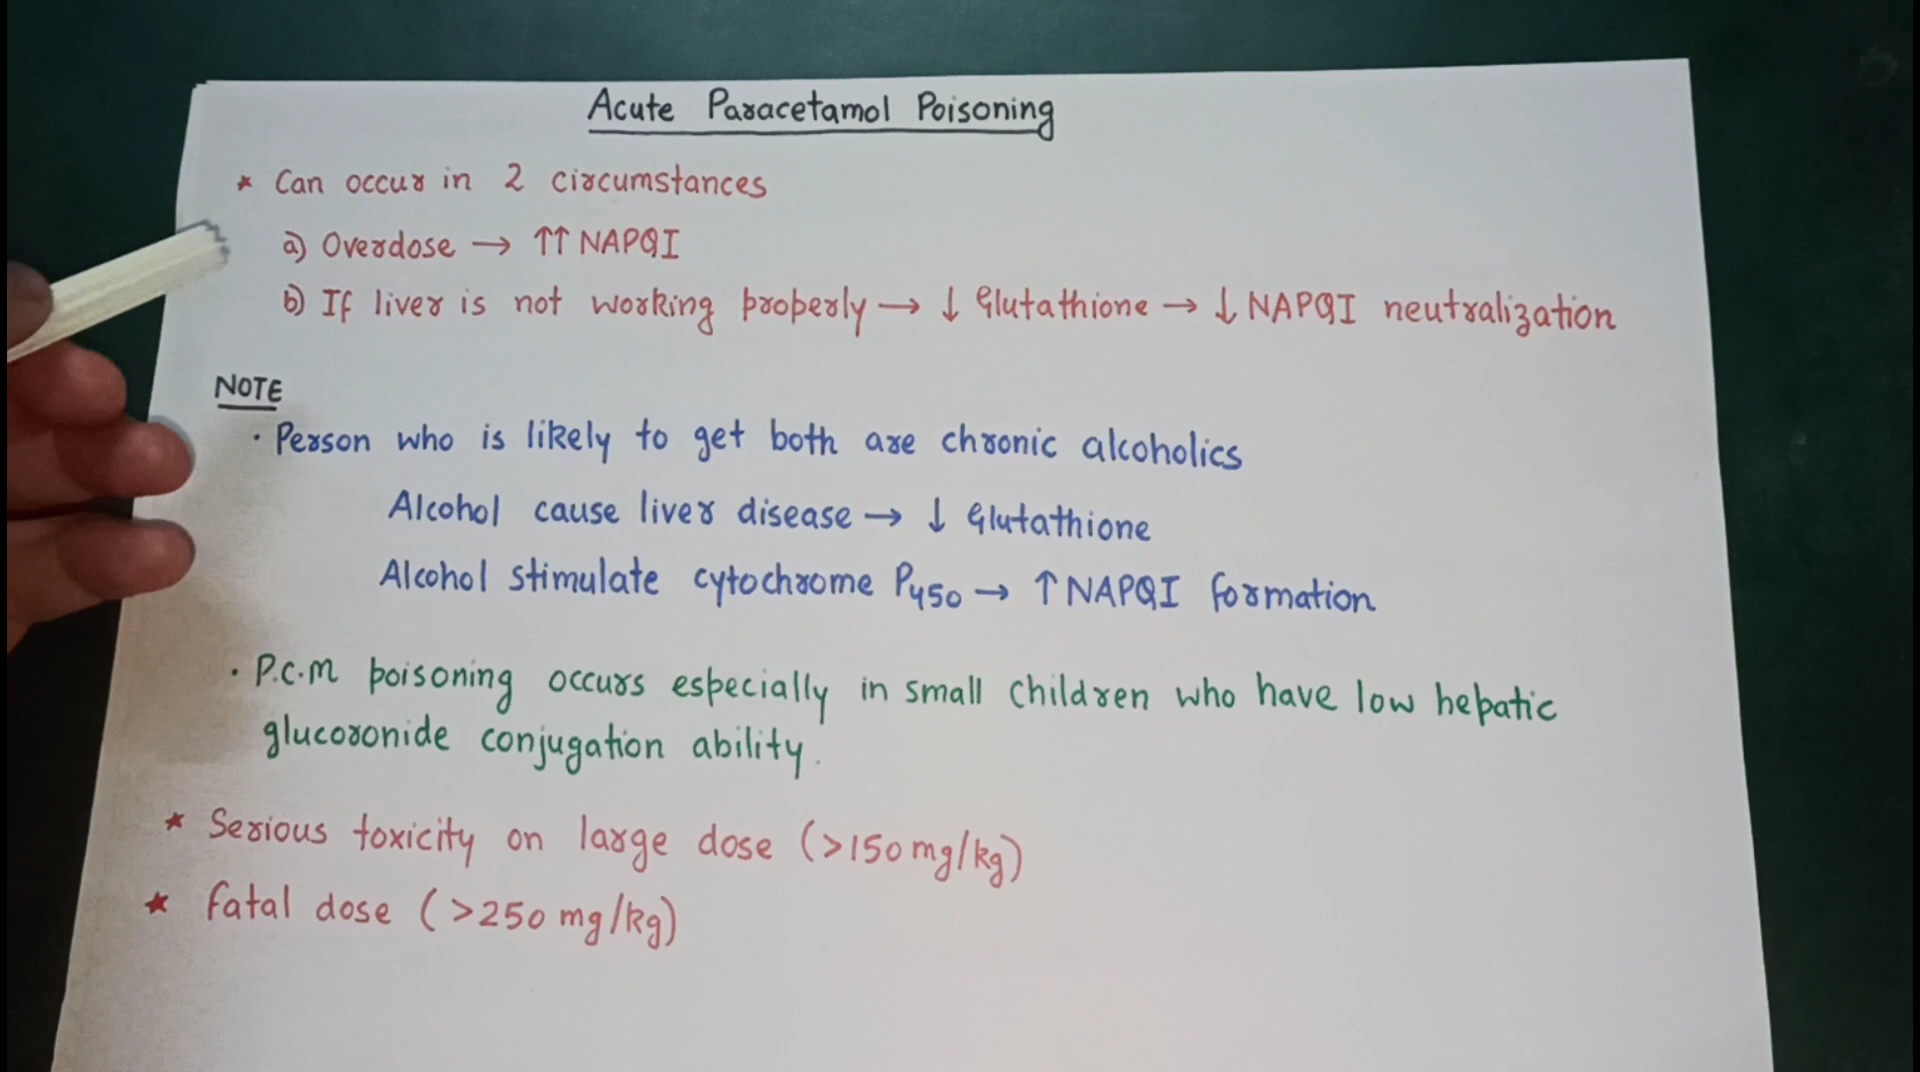 Acute Paracetamol Poisoning
* Can occur in 2 circumstances
a) Overdose → ↑↑ NAPQI
b) If liver is not working properly → ↓ Glutathione → ↓ NAPQI neutralization
NOTE
· Person who is likely to get both are chronic alcoholics
Alcohol cause liver disease → ↓ Glutathione
Alcohol stimulate cytochrome P450 → ↑ NAPQI formation
· P.C.M poisoning occurs especially in small children who have low hepatic
glucoronide conjugation ability.
* Serious toxicity on large dose (>150 mg/kg)
* fatal dose (>250 mg/kg)